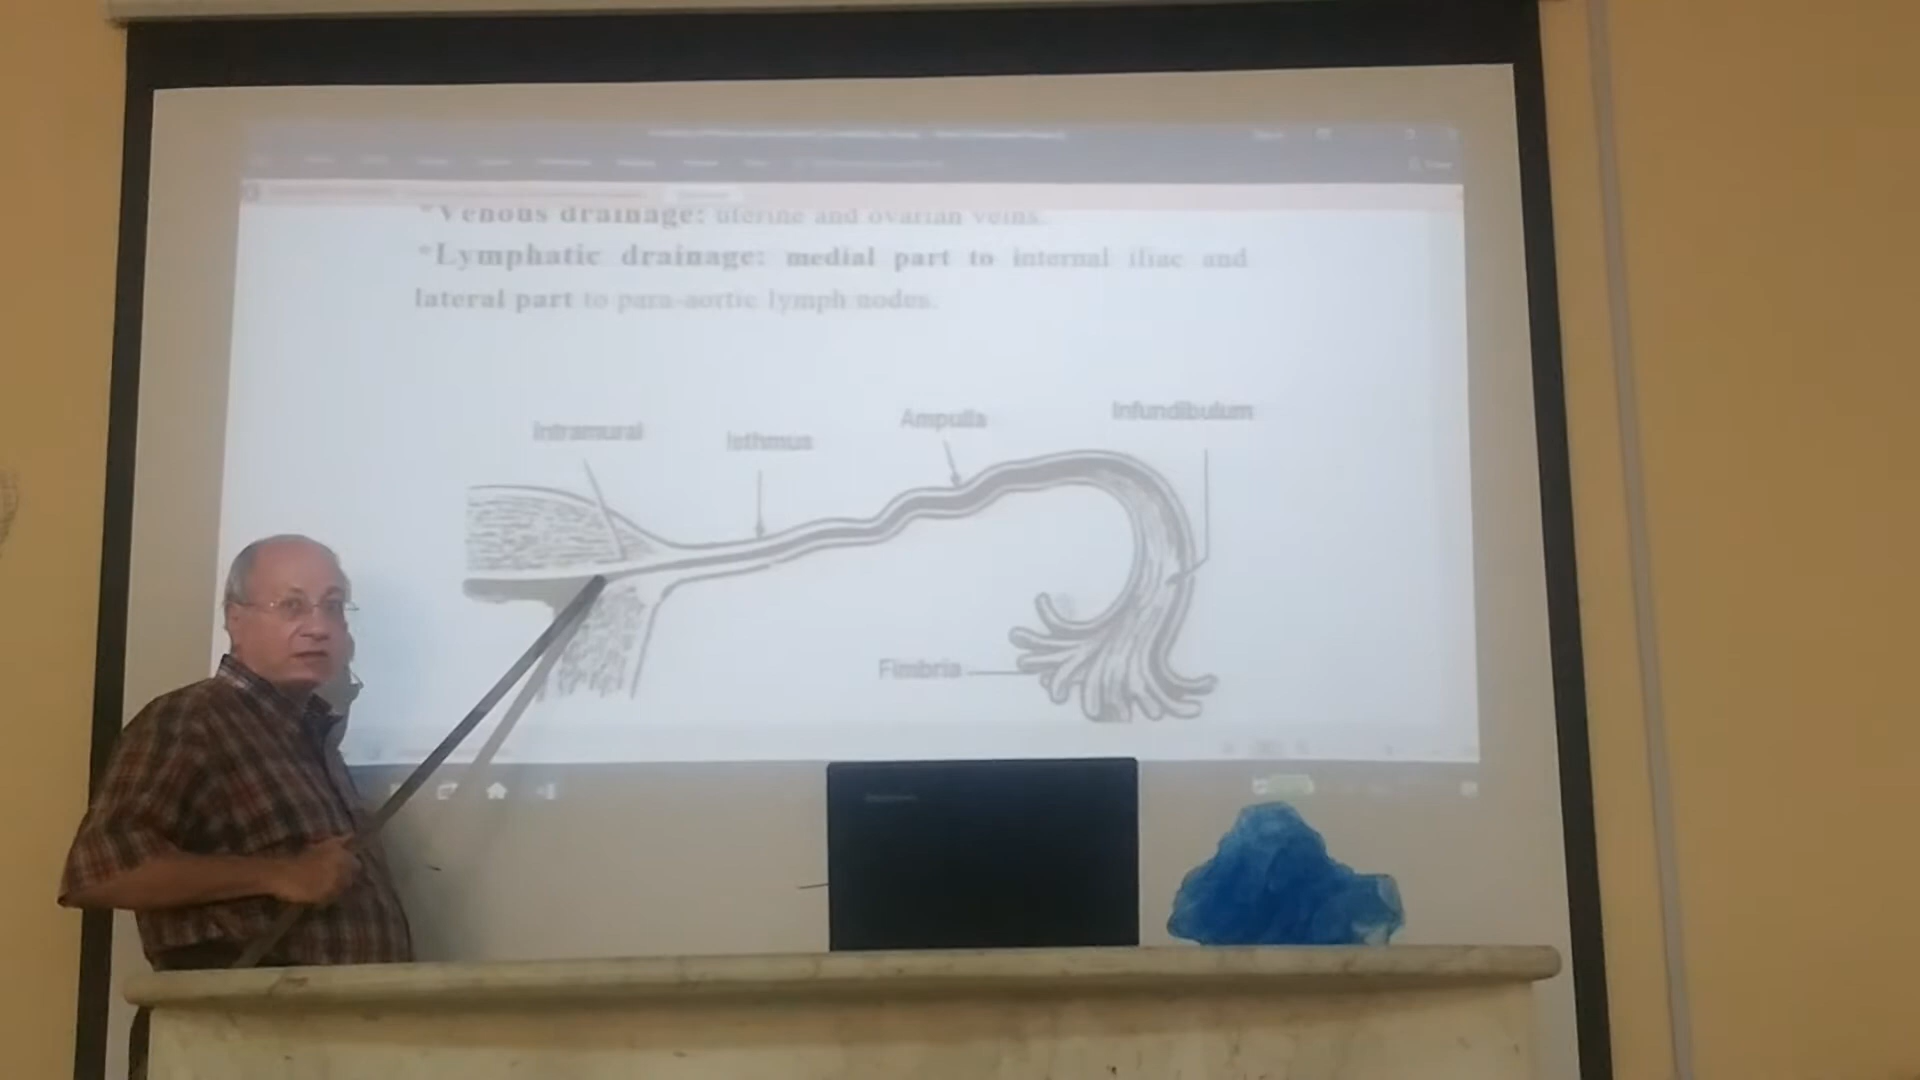 *Venous drainage: uterine and ovarian veins.
*Lymphatic drainage: medial part to internal iliac and
lateral part to para-aortic lymph nodes.
Intramural
Isthmus
Ampulla
Infundibulum
Fimbria